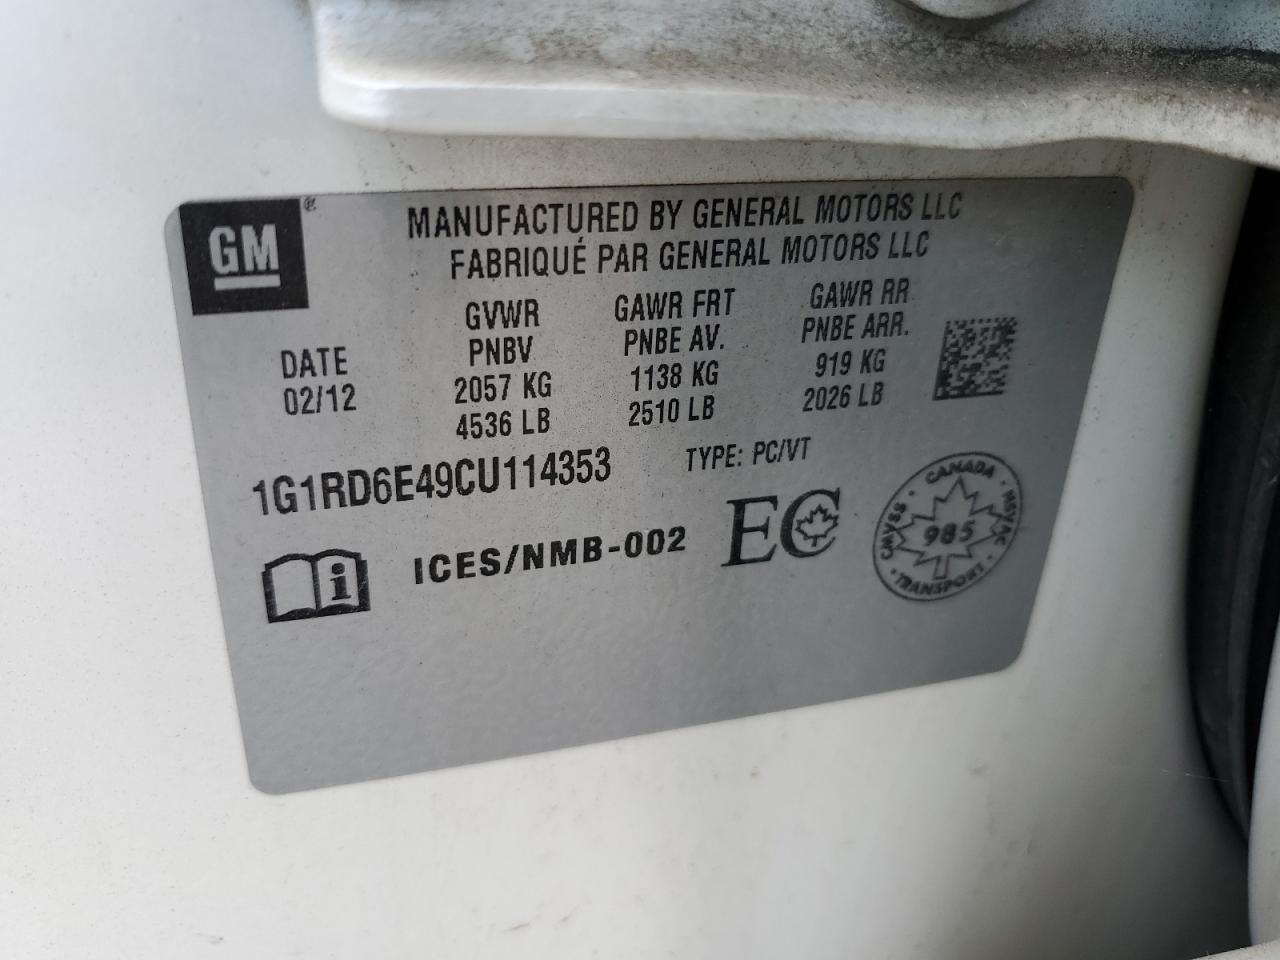 GM ®
MANUFACTURED BY GENERAL MOTORS LLC
FABRIQUÉ PAR GENERAL MOTORS LLC
DATE
02/12
GVWR
PNBV
2057 KG
4536 LB
GAWR FRT
PNBE AV.
1138 KG
2510 LB
GAWR RR
PNBE ARR.
919 KG
2026 LB
1G1RD6E49CU114353
TYPE: PC/VT
i ICES/NMB-002
EC
CANADA
CMVSS 985 NSVAC
TRANSPORT